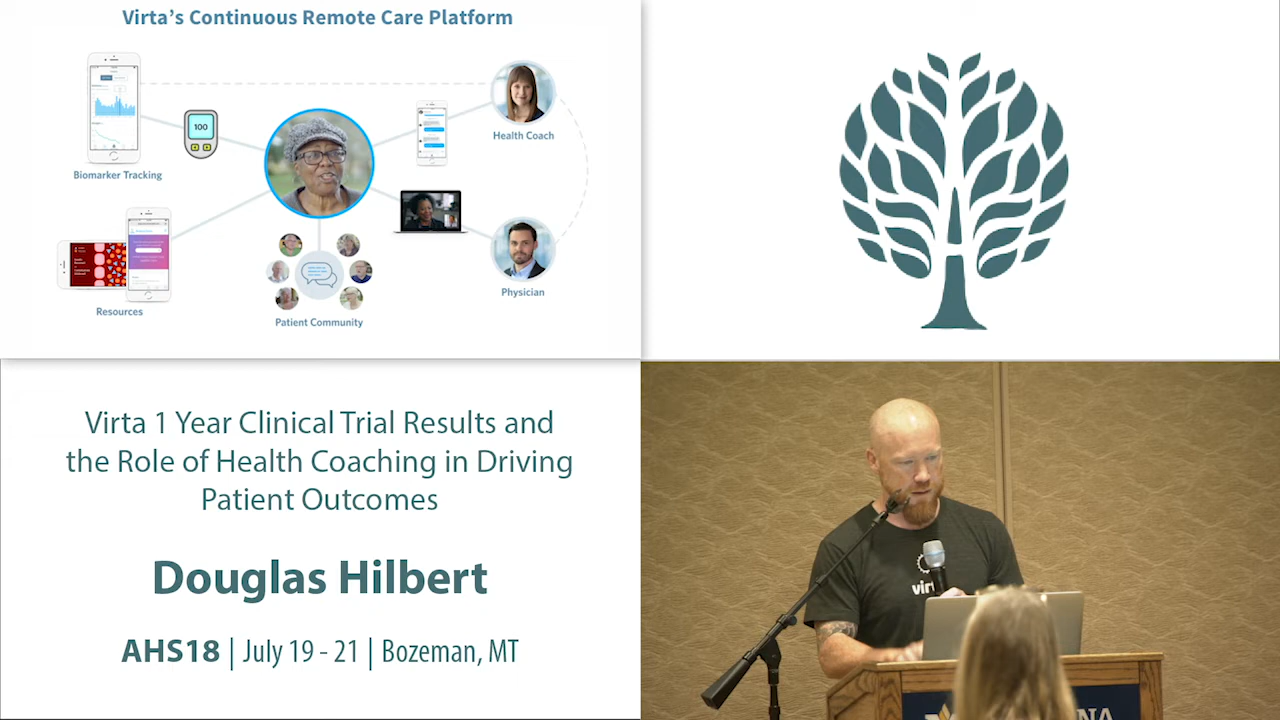 Virta's Continuous Remote Care Platform
100
Health Coach
Biomarker Tracking
Physician
Resources
Patient Community
Virta 1 Year Clinical Trial Results and
the Role of Health Coaching in Driving
Patient Outcomes
Douglas Hilbert
AHS18 | July 19 - 21 | Bozeman, MT